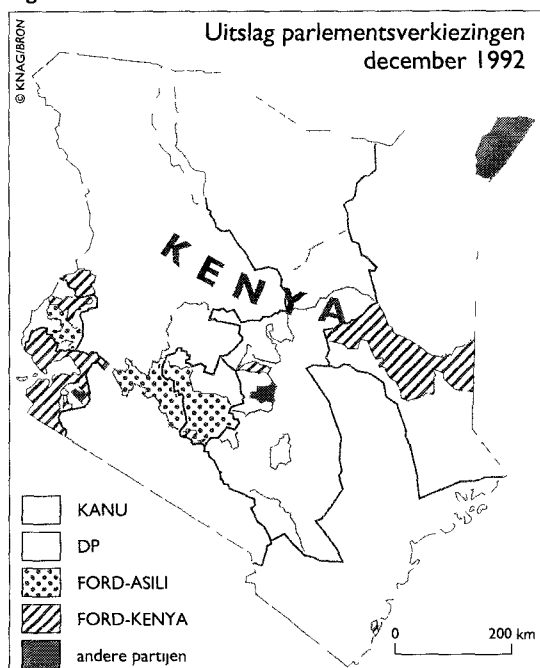 Uitslag parlementsverkiezingen
december 1992
© KNAG/BRON
KENYA
KANU
DP
FORD-ASILI
FORD-KENYA
andere partijen
0 200 km